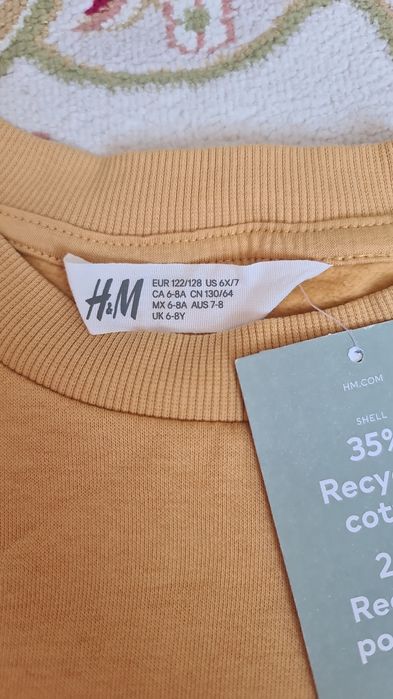 H&M
EUR 122/128 US 6X/7
CA 6-8A CN 130/64
MX 6-8A AUS 7-8
UK 6-8Y
HM.COM
SHELL
35%
Recy
cot
2
Re
po